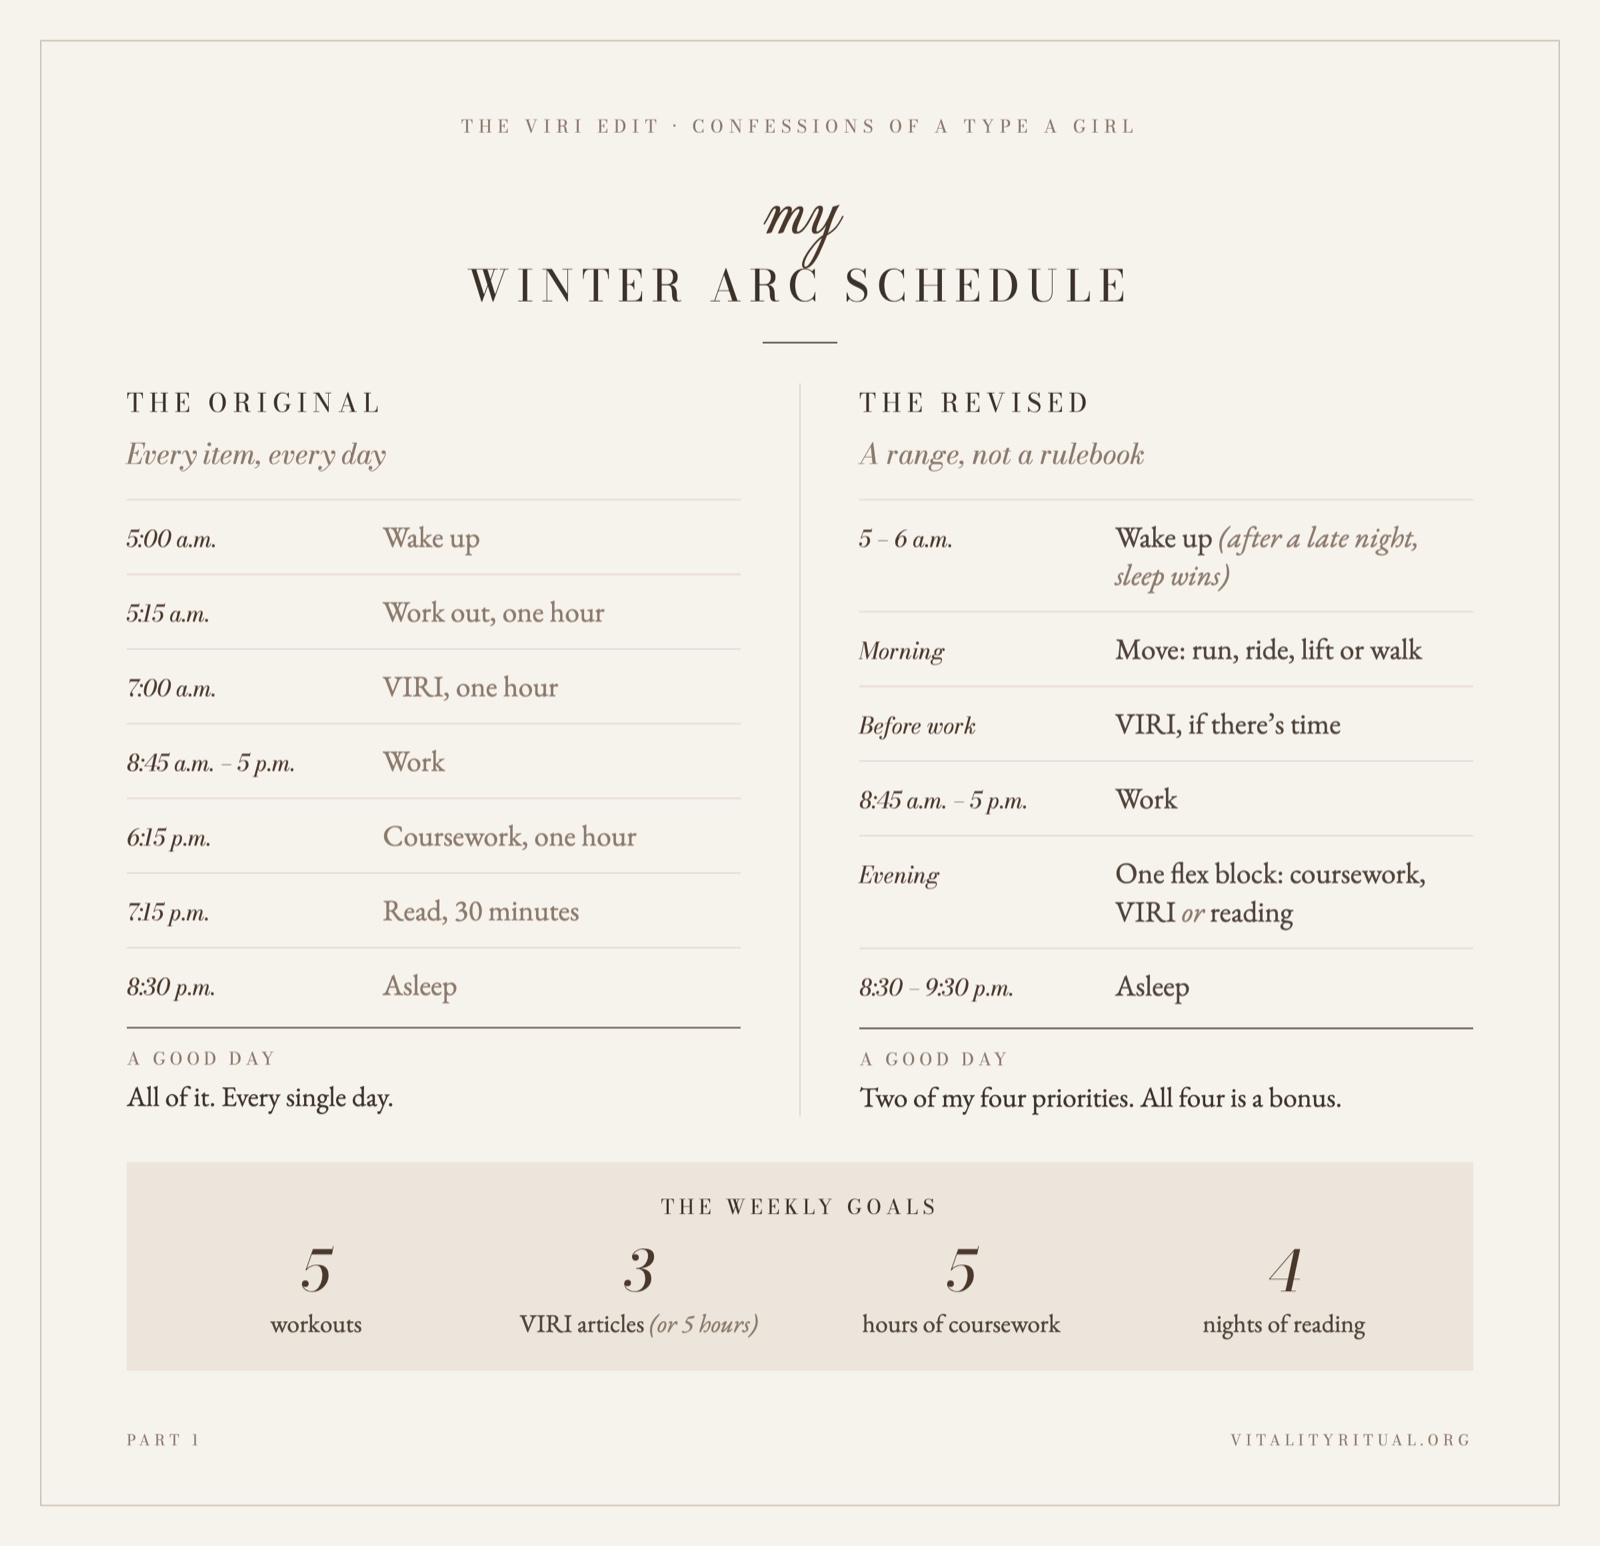 THE VIRI EDIT · CONFESSIONS OF A TYPE A GIRL
my
WINTER ARC SCHEDULE
THE ORIGINAL
Every item, every day
5:00 a.m. Wake up
5:15 a.m. Work out, one hour
7:00 a.m. VIRI, one hour
8:45 a.m. – 5 p.m. Work
6:15 p.m. Coursework, one hour
7:15 p.m. Read, 30 minutes
8:30 p.m. Asleep
A GOOD DAY
All of it. Every single day.
THE REVISED
A range, not a rulebook
5 – 6 a.m. Wake up (after a late night,
sleep wins)
Morning Move: run, ride, lift or walk
Before work VIRI, if there’s time
8:45 a.m. – 5 p.m. Work
Evening One flex block: coursework,
VIRI or reading
8:30 – 9:30 p.m. Asleep
A GOOD DAY
Two of my four priorities. All four is a bonus.
THE WEEKLY GOALS
5 3 5 4
workouts VIRI articles (or 5 hours) hours of coursework nights of reading
PART 1 VITALITYRITUAL.ORG